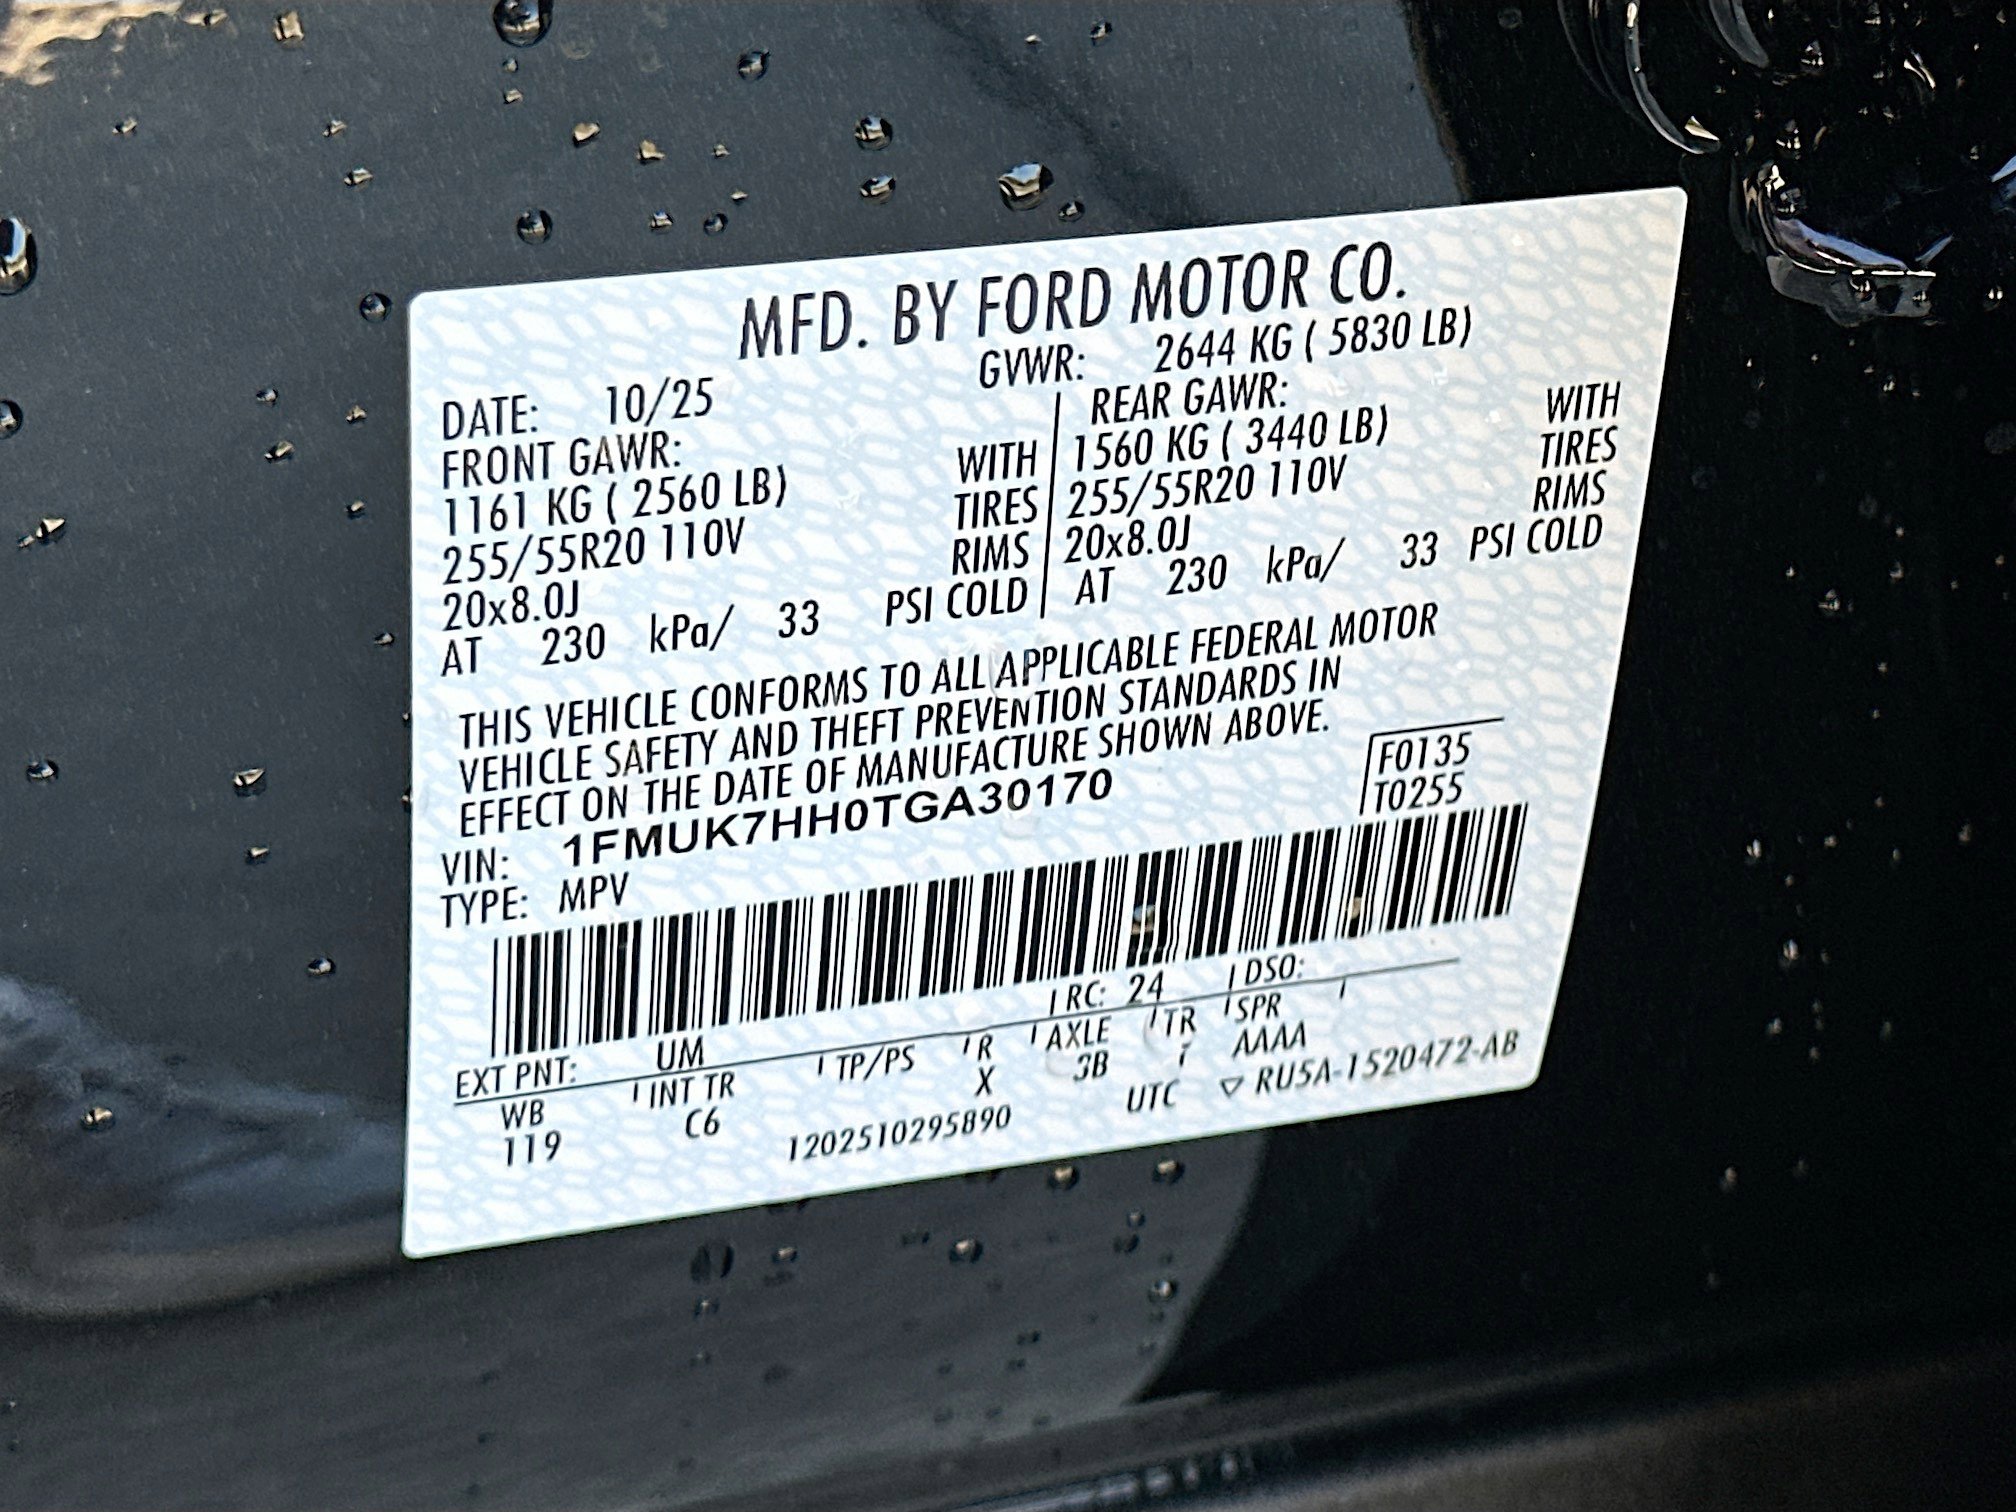 MFD. BY FORD MOTOR CO.
DATE: 10/25 GVWR: 2644 KG ( 5830 LB)
FRONT GAWR: REAR GAWR:
1161 KG ( 2560 LB) WITH 1560 KG ( 3440 LB) WITH
255/55R20 110V TIRES 255/55R20 110V TIRES
20x8.0J RIMS 20x8.0J RIMS
AT 230 kPa/ 33 PSI COLD AT 230 kPa/ 33 PSI COLD
THIS VEHICLE CONFORMS TO ALL APPLICABLE FEDERAL MOTOR
VEHICLE SAFETY AND THEFT PREVENTION STANDARDS IN
EFFECT ON THE DATE OF MANUFACTURE SHOWN ABOVE.
F0135
T0255
VIN: 1FMUK7HH0TGA30170
TYPE: MPV
EXT PNT: UM RC: 24 DSO:
WB INT TR TP/PS R AXLE TR SPR
119 C6 X 3B AAAA
1202510295890 UTC ▽ RU5A-1520472-AB